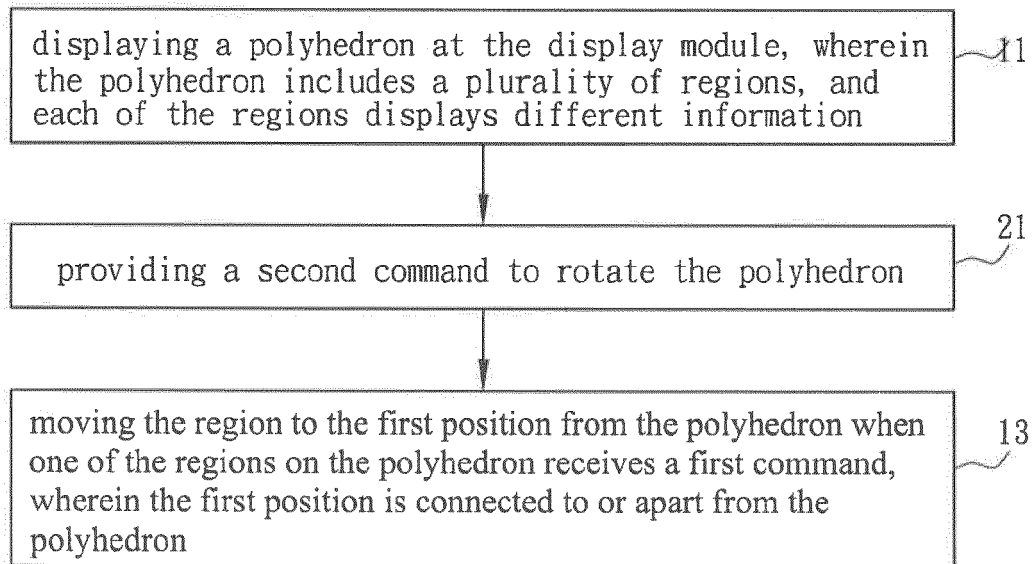 displaying a polyhedron at the display module, wherein
the polyhedron includes a plurality of regions, and
each of the regions displays different information
11
providing a second command to rotate the polyhedron
21
moving the region to the first position from the polyhedron when
one of the regions on the polyhedron receives a first command,
wherein the first position is connected to or apart from the
polyhedron
13